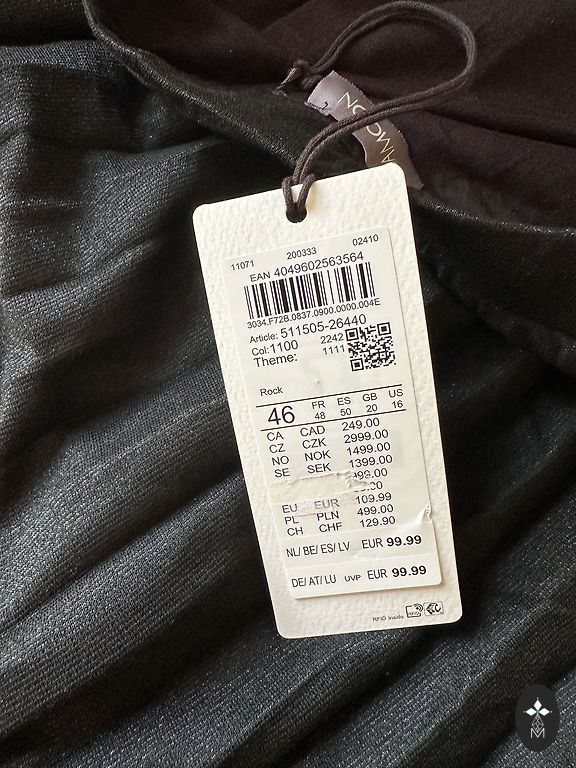 11071 200333 02410
EAN 4049602563564
3034.F72B.0837.0900.0000.004E
Article: 511505-26440
Col:1100 2242
Theme: 1111
Rock
46 FR ES GB US
48 50 20 16
CA CAD 249.00
CZ CZK 2999.00
NO NOK 1499.00
SE SEK 1399.00
999.00
EU EUR 109.99
PL PLN 499.00
CH CHF 129.90
NL/ BE/ ES/ LV EUR 99.99
DE/ AT/ LU UVP EUR 99.99
RFID Inside